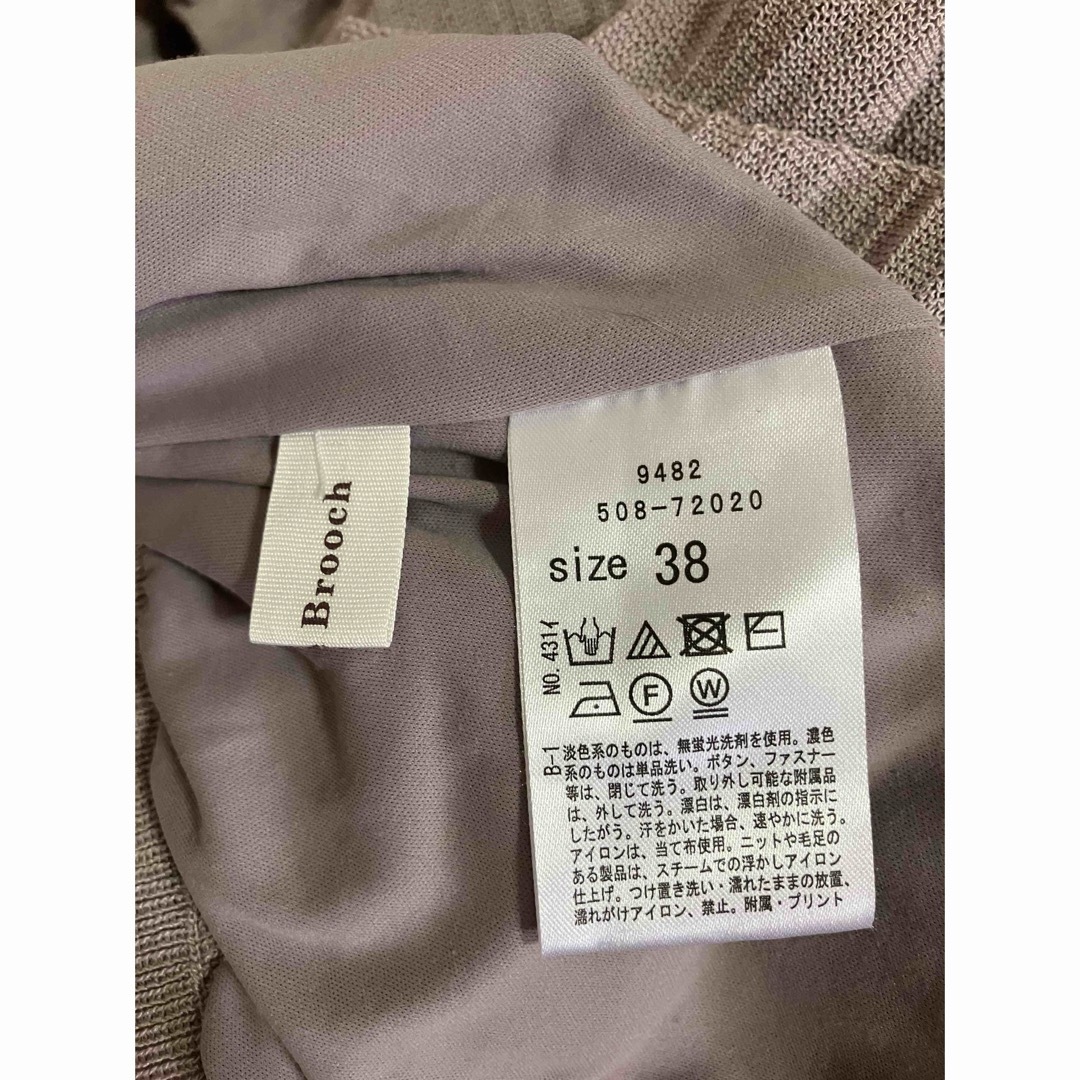 Brooch
9482
508-72020
size 38
NO.431イ
F
W
B-1
淡色系のものは、無蛍光洗剤を使用。濃色
系のものは単品洗い。ボタン、ファスナー
等は、閉じて洗う。取り外し可能な附属品
は、外して洗う。漂白は、漂白剤の指示に
したがう。汗をかいた場合、速やかに洗う。
アイロンは、当て布使用。ニットや毛足の
ある製品は、スチームでの浮かしアイロン
仕上げ。つけ置き洗い・濡れたままの放置、
濡れがけアイロン、禁止。附属・プリント